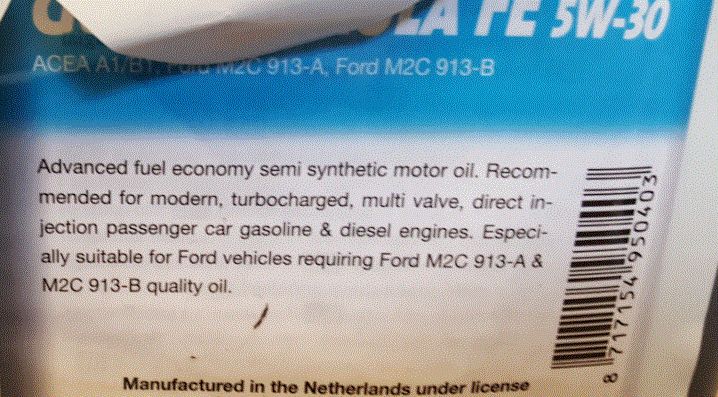 FE 5W-30
ACEA A1/B1, Ford M2C 913-A, Ford M2C 913-B
Advanced fuel economy semi synthetic motor oil. Recom-
mended for modern, turbocharged, multi valve, direct in-
jection passenger car gasoline & diesel engines. Especi-
ally suitable for Ford vehicles requiring Ford M2C 913-A &
M2C 913-B quality oil.
Manufactured in the Netherlands under license
8 717154 950403